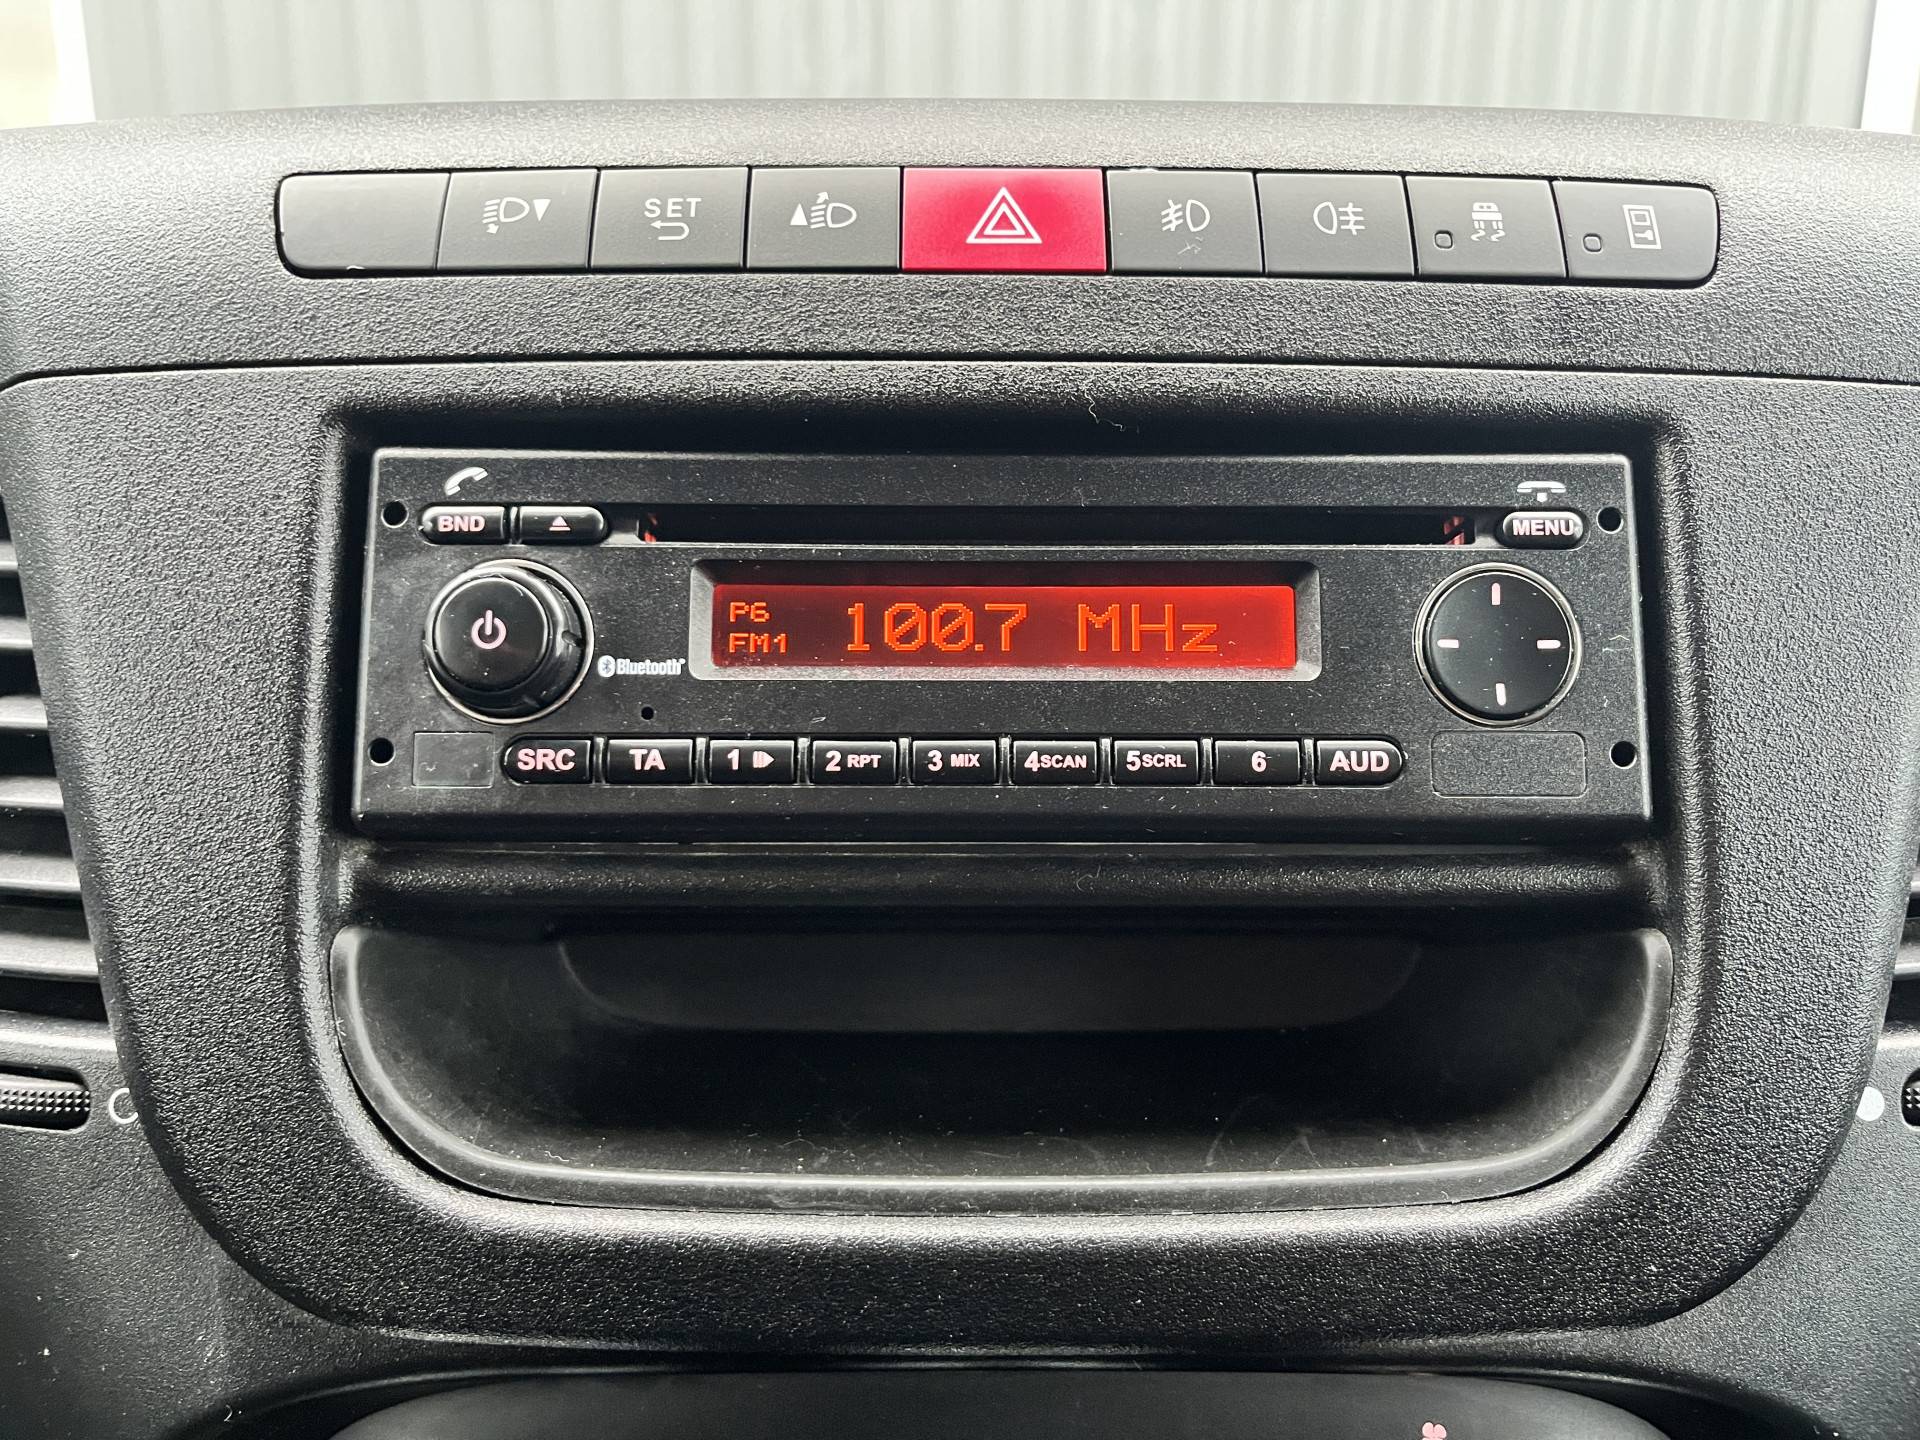 SET
BND
MENU
P6
FM1
100.7 MHz
Bluetooth®
SRC TA 1 2 RPT 3 MIX 4SCAN 5SCRL 6 AUD